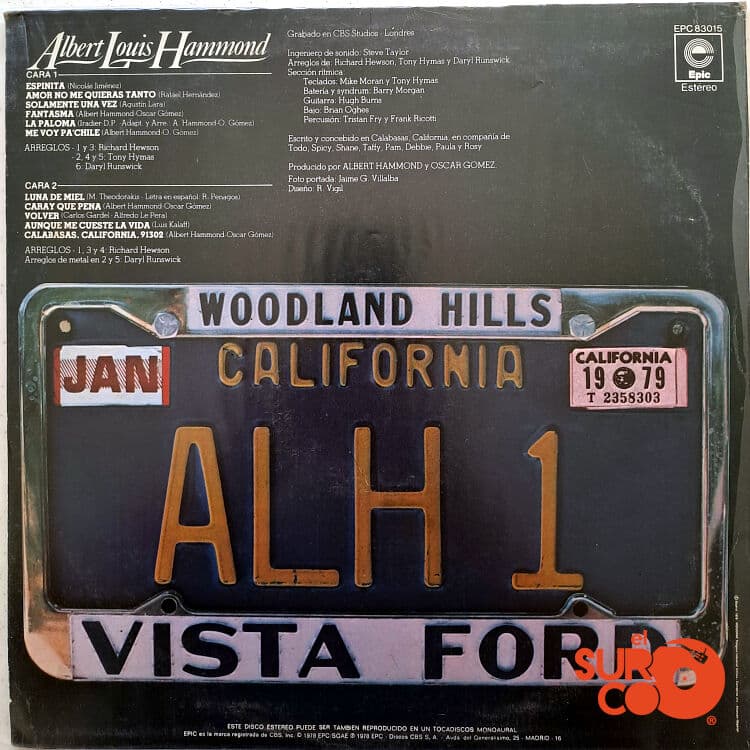 Albert Louis Hammond
CARA 1
ESPINITA (Nicolás Jiménez)
AMOR NO ME QUIERAS TANTO (Rafael Hernández)
SOLAMENTE UNA VEZ (Agustín Lara)
FANTASMA (Albert Hammond-Oscar Gómez)
LA PALOMA (Iradier-D.P. -Adapt. y Arre.: A. Hammond-O. Gómez)
ME VOY PA'CHILE (Albert Hammond-O. Gómez)
ARREGLOS - 1 y 3: Richard Hewson
- 2, 4 y 5: Tony Hymas
6: Daryl Runswick
CARA 2
LUNA DE MIEL (M. Theodorakis - Letra en español: R. Penagos)
CARAY QUE PENA (Albert Hammond-Oscar Gómez)
VOLVER (Carlos Gardel - Alfredo Le Pera)
AUNQUE ME CUESTE LA VIDA (Luis Kalaff)
CALABASAS, CALIFORNIA, 91302 (Albert Hammond-Oscar Gómez)
ARREGLOS - 1, 3 y 4: Richard Hewson
Arreglos de metal en 2 y 5: Daryl Runswick
Grabado en CBS Studios - Londres
Ingeniero de sonido: Steve Taylor
Arreglos de: Richard Hewson, Tony Hymas y Daryl Runswick
Sección rítmica
Teclados: Mike Moran y Tony Hymas
Batería y syndrum: Barry Morgan
Guitarra: Hugh Burns
Bajo: Brian Oghes
Percusión: Tristan Fry y Frank Ricotti
Escrito y concebido en Calabasas, California, en compañía de
Todo, Spicy, Shane, Taffy, Pam, Debbie, Paula y Rosy
Producido por ALBERT HAMMOND y OSCAR GOMEZ
Foto portada: Jaime G. Villalba
Diseño: R. Vigil
EPC 83015
Epic
Estéreo
WOODLAND HILLS
JAN
CALIFORNIA
CALIFORNIA
19 79
T 2358303
ALH 1
VISTA FORD
el
SURCO
®
ESTE DISCO ESTEREO PUEDE SER TAMBIEN REPRODUCIDO EN UN TOCADISCOS MONOAURAL
EPIC es la marca registrada de CBS, Inc. © 1978 EPC-SGAE ℗ 1978 EPC - Discos CBS S. A. - Avda. del Generalísimo, 25 - MADRID - 16